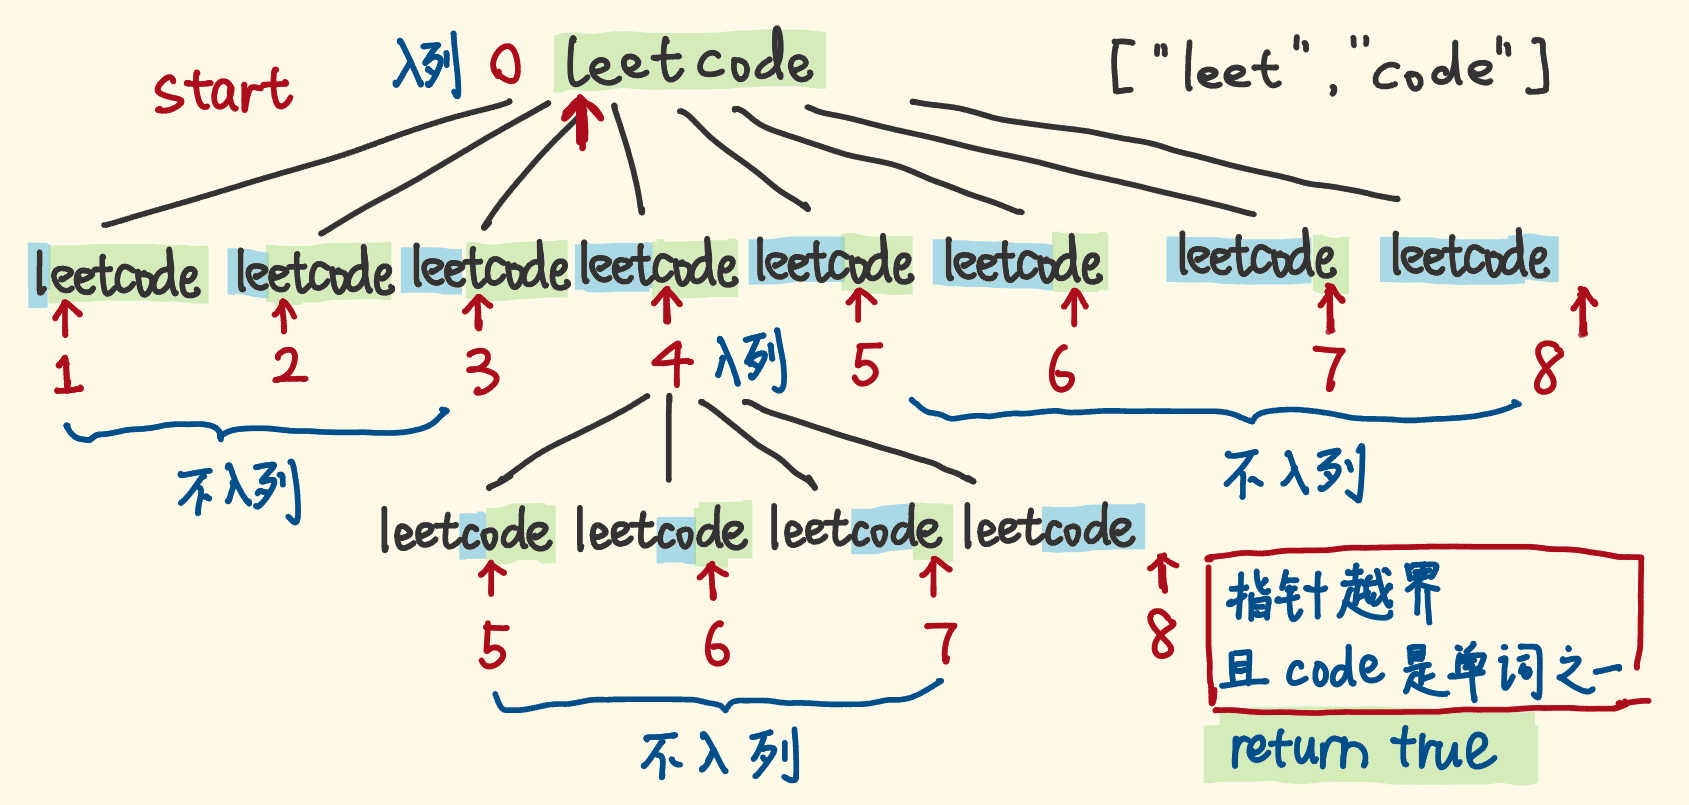 start 入列 0 leetcode ["leet","code"]
leetcode leetcode leetcode leetcode leetcode leetcode leetcode leetcode
1 2 3 4 入列 5 6 7 8
不入列 不入列
leetcode leetcode leetcode leetcode
5 6 7 8
不入列
指针越界
且 code 是单词之一
return true